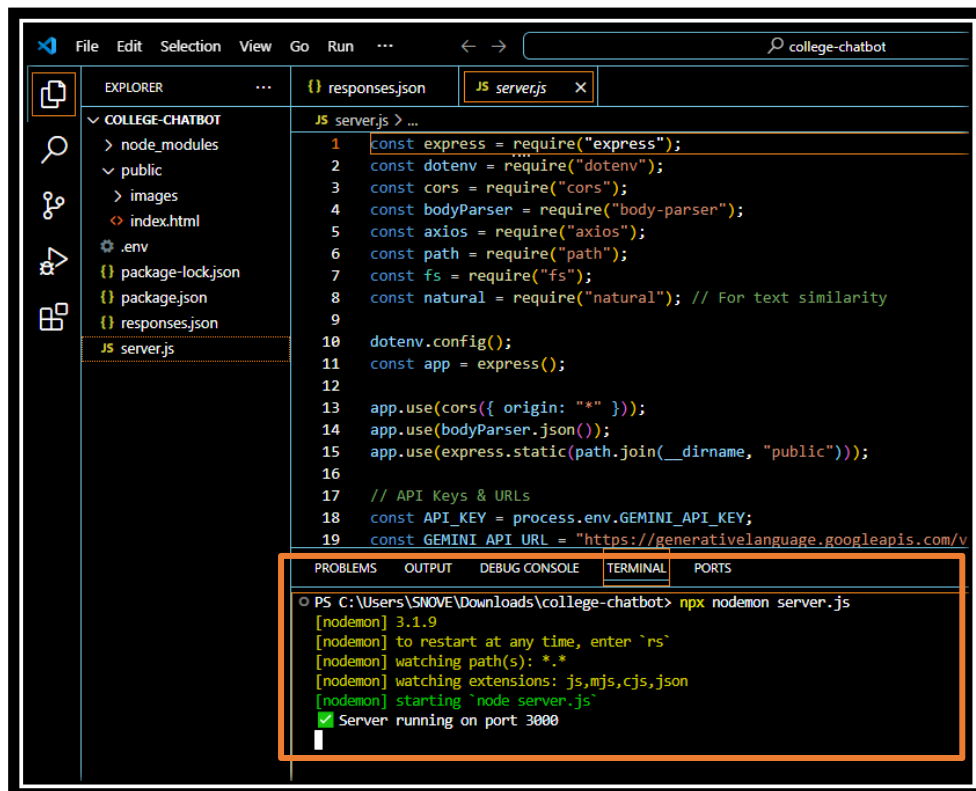 File Edit Selection View Go Run ··· ← → college-chatbot
EXPLORER ···
COLLEGE-CHATBOT
node_modules
public
images
<> index.html
.env
{} package-lock.json
{} package.json
{} responses.json
JS server.js
{} responses.json JS server.js ×
JS server.js > ...
1 const express = require("express");
2 const dotenv = require("dotenv");
3 const cors = require("cors");
4 const bodyParser = require("body-parser");
5 const axios = require("axios");
6 const path = require("path");
7 const fs = require("fs");
8 const natural = require("natural"); // For text similarity
9
10 dotenv.config();
11 const app = express();
12
13 app.use(cors({ origin: "*" }));
14 app.use(bodyParser.json());
15 app.use(express.static(path.join(__dirname, "public")));
16
17 // API Keys & URLs
18 const API_KEY = process.env.GEMINI_API_KEY;
19 const GEMINI_API_URL = "https://generativelanguage.googleapis.com/v
PROBLEMS OUTPUT DEBUG CONSOLE TERMINAL PORTS
PS C:\Users\SNOVE\Downloads\college-chatbot> npx nodemon server.js
[nodemon] 3.1.9
[nodemon] to restart at any time, enter `rs`
[nodemon] watching path(s): *.*
[nodemon] watching extensions: js,mjs,cjs,json
[nodemon] starting `node server.js`
✅ Server running on port 3000